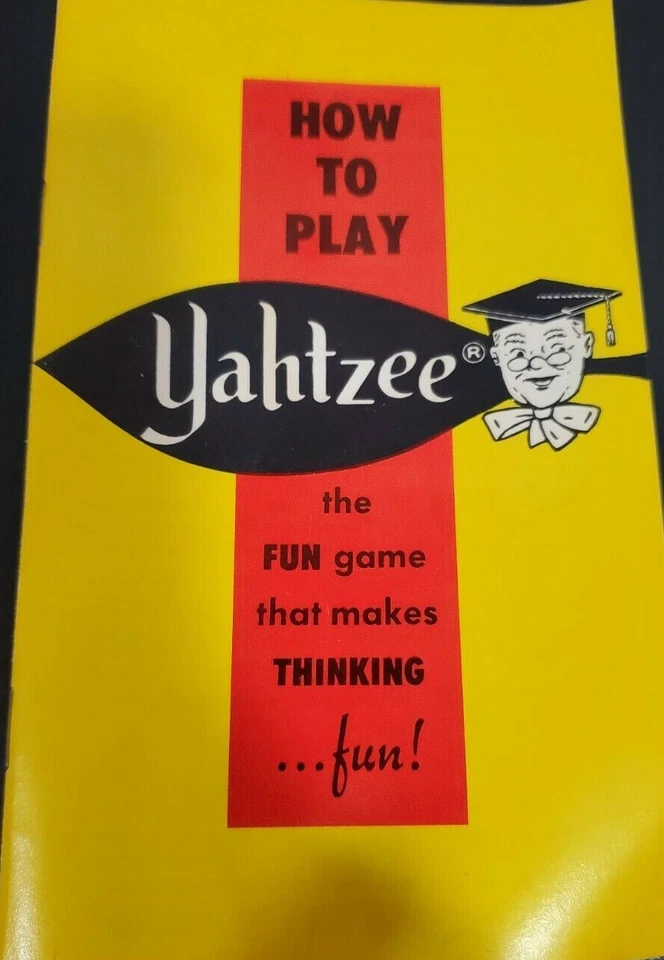 HOW
TO
PLAY
Yahtzee®
the
FUN game
that makes
THINKING
...fun!